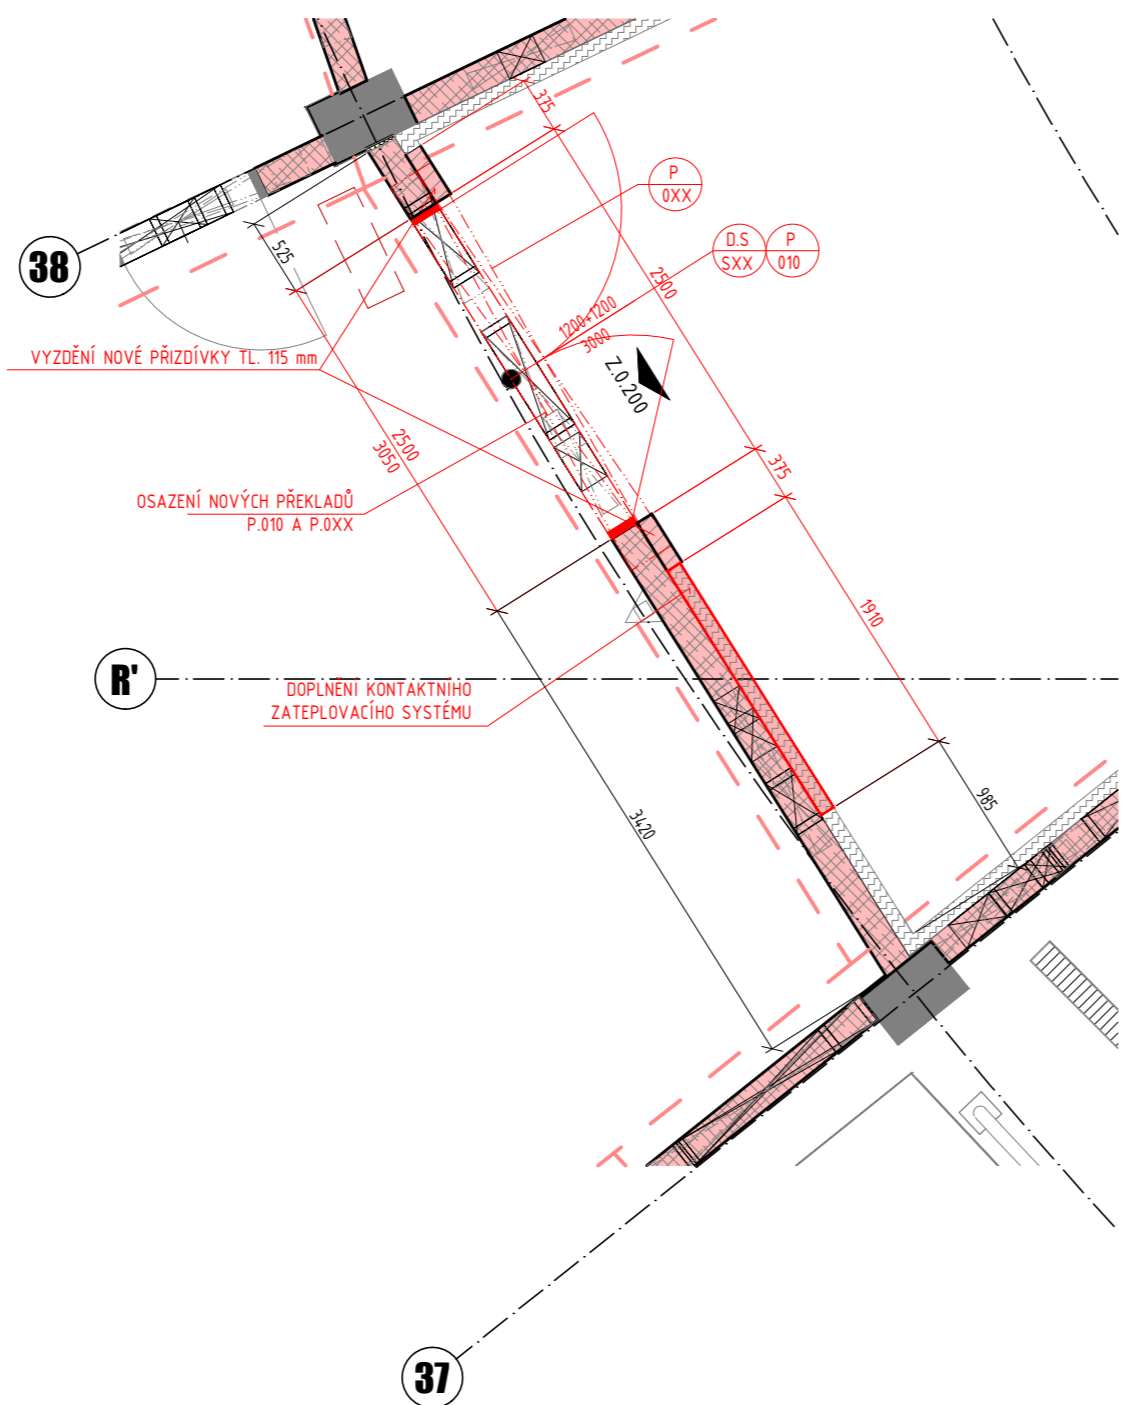 375
P
0XX
D.S
SXX
P
010
38
525
2500
1200+1200
3000
Z.0.200
VYZDĚNÍ NOVÉ PŘIZDÍVKY TL. 115 mm
2500
3050
375
OSAZENÍ NOVÝCH PŘEKLADŮ
P.010 A P.0XX
1910
R'
DOPLNĚNÍ KONTAKTNÍHO
ZATEPLOVACÍHO SYSTÉMU
985
3420
37